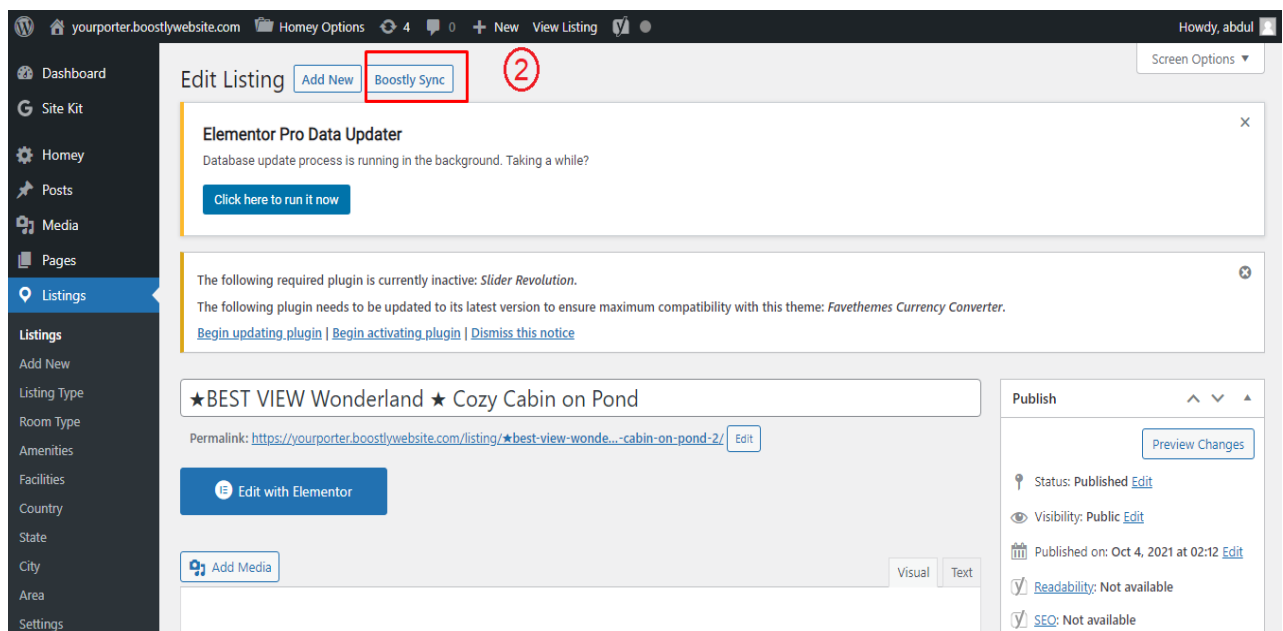 yourporter.boostlywebsite.com Homey Options 4 0 New View Listing Howdy, abdul
Screen Options ▼
Dashboard
Site Kit
Homey
Posts
Media
Pages
Listings
Listings
Add New
Listing Type
Room Type
Amenities
Facilities
Country
State
City
Area
Settings
Edit Listing Add New Boostly Sync 2
Elementor Pro Data Updater
Database update process is running in the background. Taking a while?
Click here to run it now
The following required plugin is currently inactive: Slider Revolution.
The following plugin needs to be updated to its latest version to ensure maximum compatibility with this theme: Favethemes Currency Converter.
Begin updating plugin | Begin activating plugin | Dismiss this notice
★BEST VIEW Wonderland ★ Cozy Cabin on Pond
Permalink: https://yourporter.boostlywebsite.com/listing/★best-view-wonde...-cabin-on-pond-2/ Edit
Edit with Elementor
Add Media
Visual Text
Publish
Preview Changes
Status: Published Edit
Visibility: Public Edit
Published on: Oct 4, 2021 at 02:12 Edit
Readability: Not available
SEO: Not available